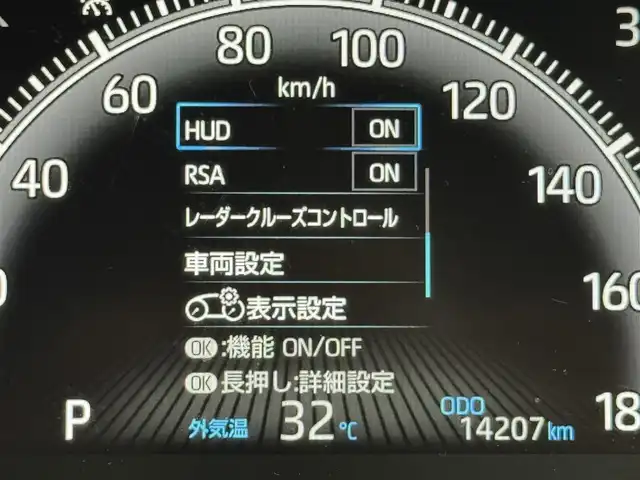 80 100
km/h
60 120
HUD ON
RSA ON
40 140
レーダークルーズコントロール
車両設定
160
表示設定
OK:機能 ON/OFF
OK長押し:詳細設定
P 外気温 32℃ ODO 14207km